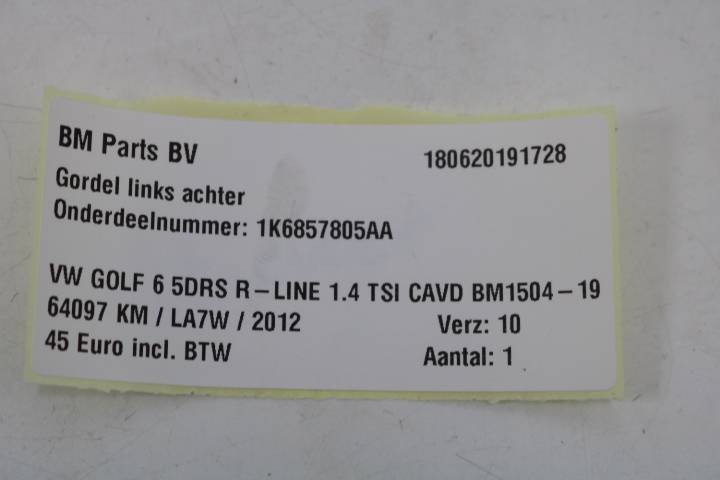 BM Parts BV 180620191728
Gordel links achter
Onderdeelnummer: 1K6857805AA
VW GOLF 6 5DRS R-LINE 1.4 TSI CAVD BM1504-19
64097 KM / LA7W / 2012 Verz: 10
45 Euro incl. BTW Aantal: 1